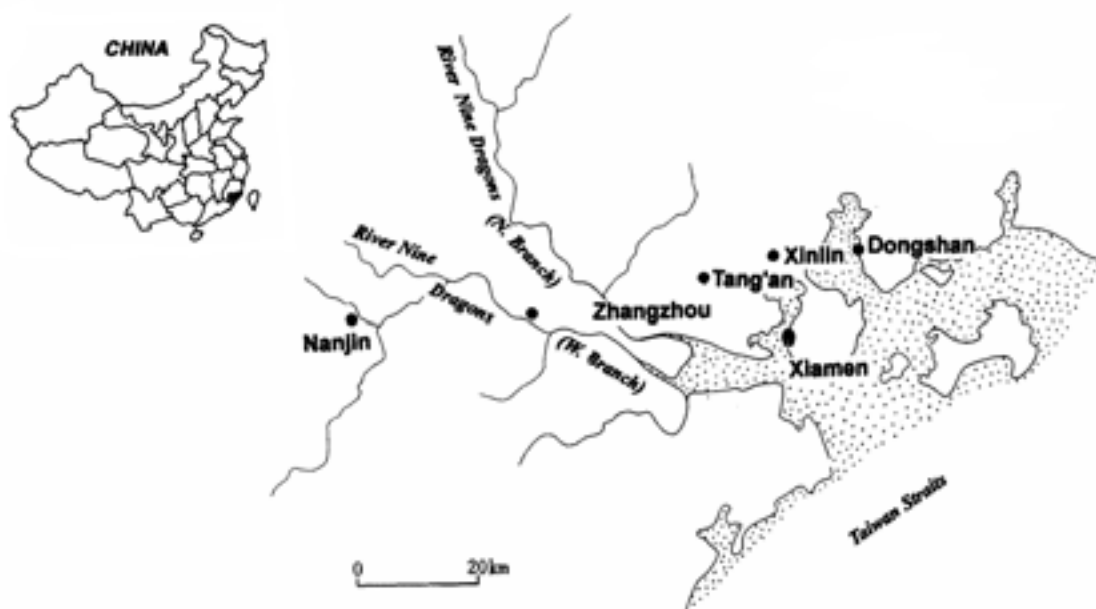 CHINA
River Nine Dragons
(N. Branch)
River Nine
Dragons
(W. Branch)
Nanjin
Zhangzhou
Tang'an
Xinlin
Dongshan
Xiamen
Taiwan Straits
0 20km